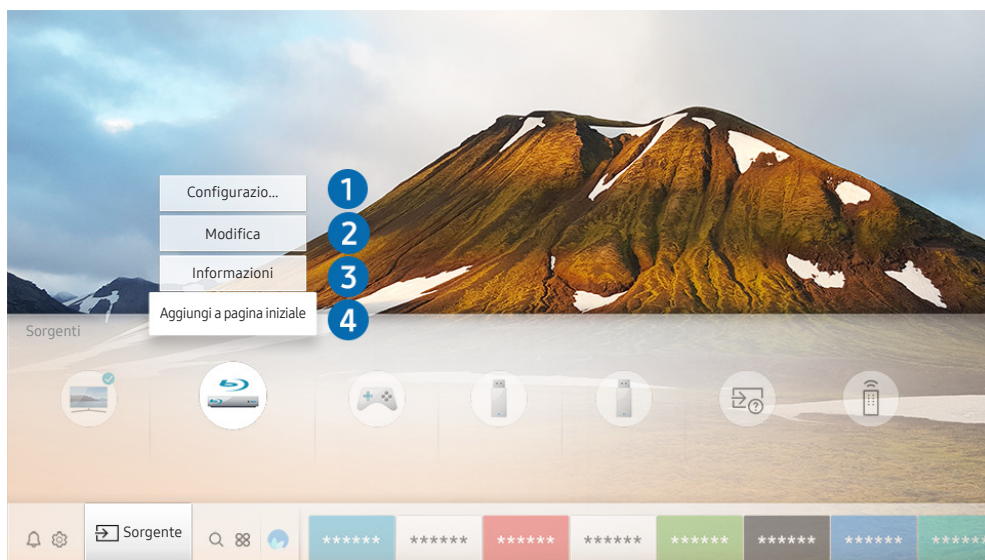 Configurazio...
1
Modifica
2
Informazioni
3
Aggiungi a pagina iniziale
4
Sorgenti
Sorgente
****** ****** ****** ****** ****** ****** ****** ******